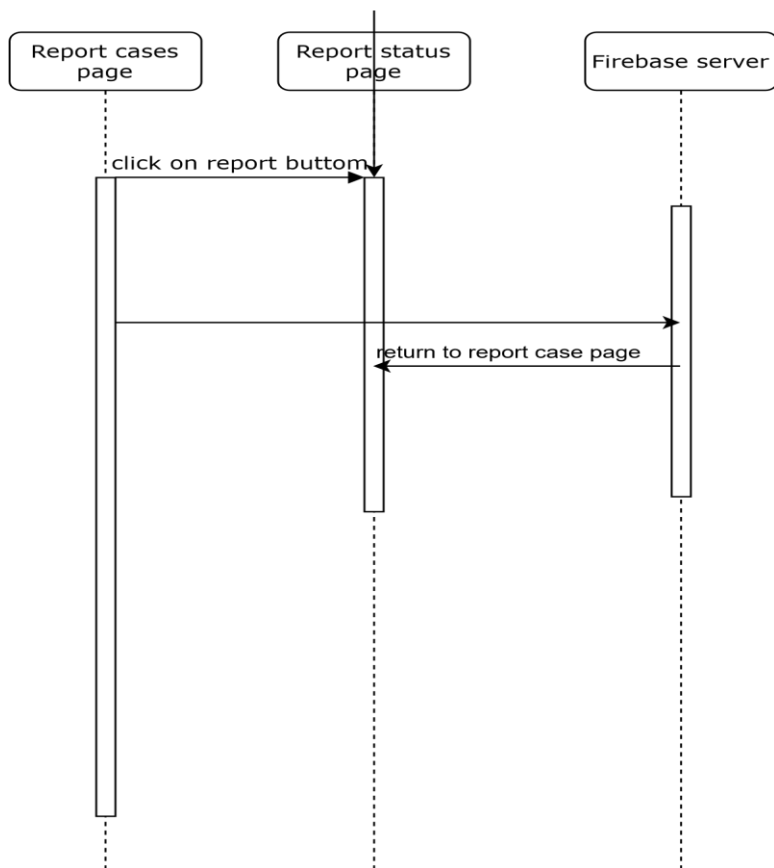 Report cases
page
Report status
page
Firebase server
click on report buttom
return to report case page